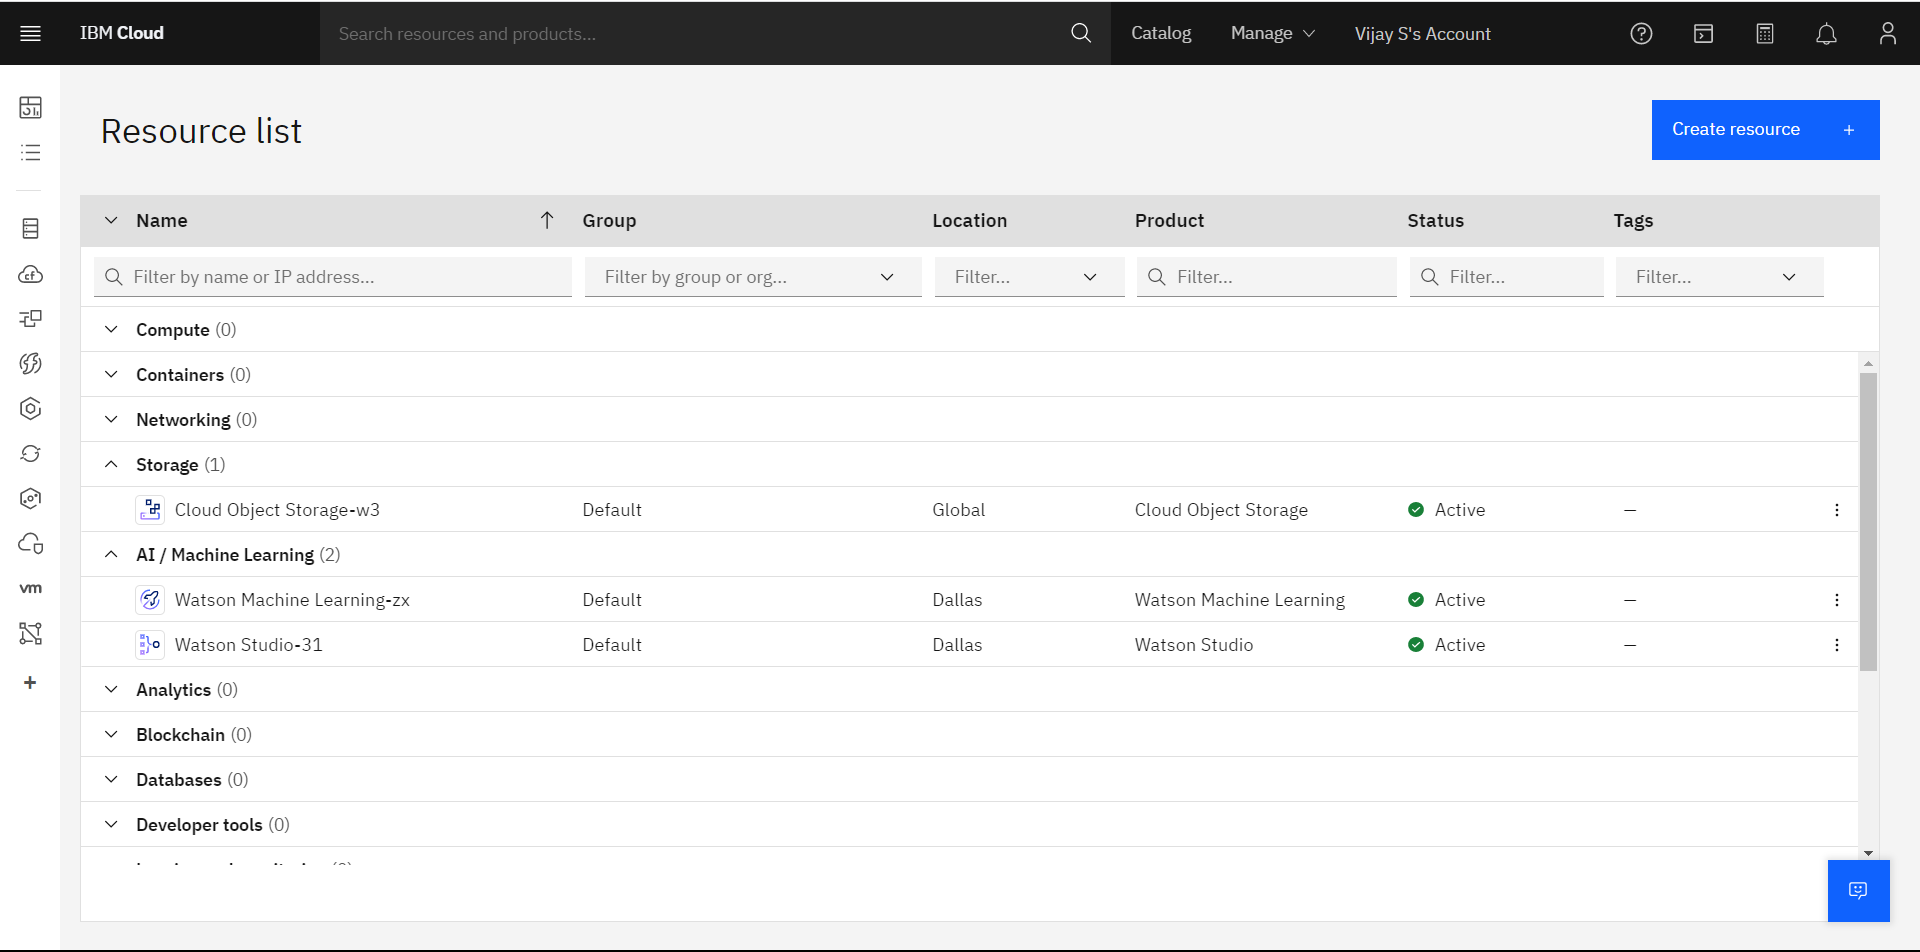 IBM Cloud
Search resources and products...
Catalog
Manage
Vijay S's Account
Resource list
Create resource +
Name Group Location Product Status Tags
Filter by name or IP address... Filter by group or org... Filter... Filter... Filter... Filter...
Compute (0)
Containers (0)
Networking (0)
Storage (1)
Cloud Object Storage-w3 Default Global Cloud Object Storage Active —
AI / Machine Learning (2)
Watson Machine Learning-zx Default Dallas Watson Machine Learning Active —
Watson Studio-31 Default Dallas Watson Studio Active —
vm
Analytics (0)
Blockchain (0)
Databases (0)
Developer tools (0)